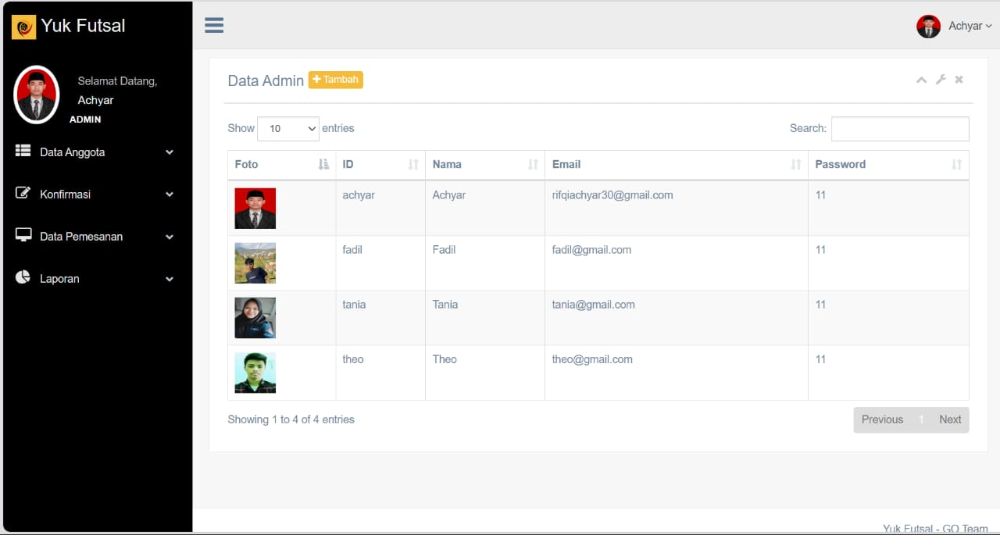 Yuk Futsal
Achyar
Selamat Datang,
Achyar
ADMIN
Data Anggota
Konfirmasi
Data Pemesanan
Laporan
Data Admin + Tambah
Show 10 entries Search:
Foto ID Nama Email Password
achyar Achyar rifqiachyar30@gmail.com 11
fadil Fadil fadil@gmail.com 11
tania Tania tania@gmail.com 11
theo Theo theo@gmail.com 11
Showing 1 to 4 of 4 entries Previous 1 Next
Yuk Futsal - GO Team